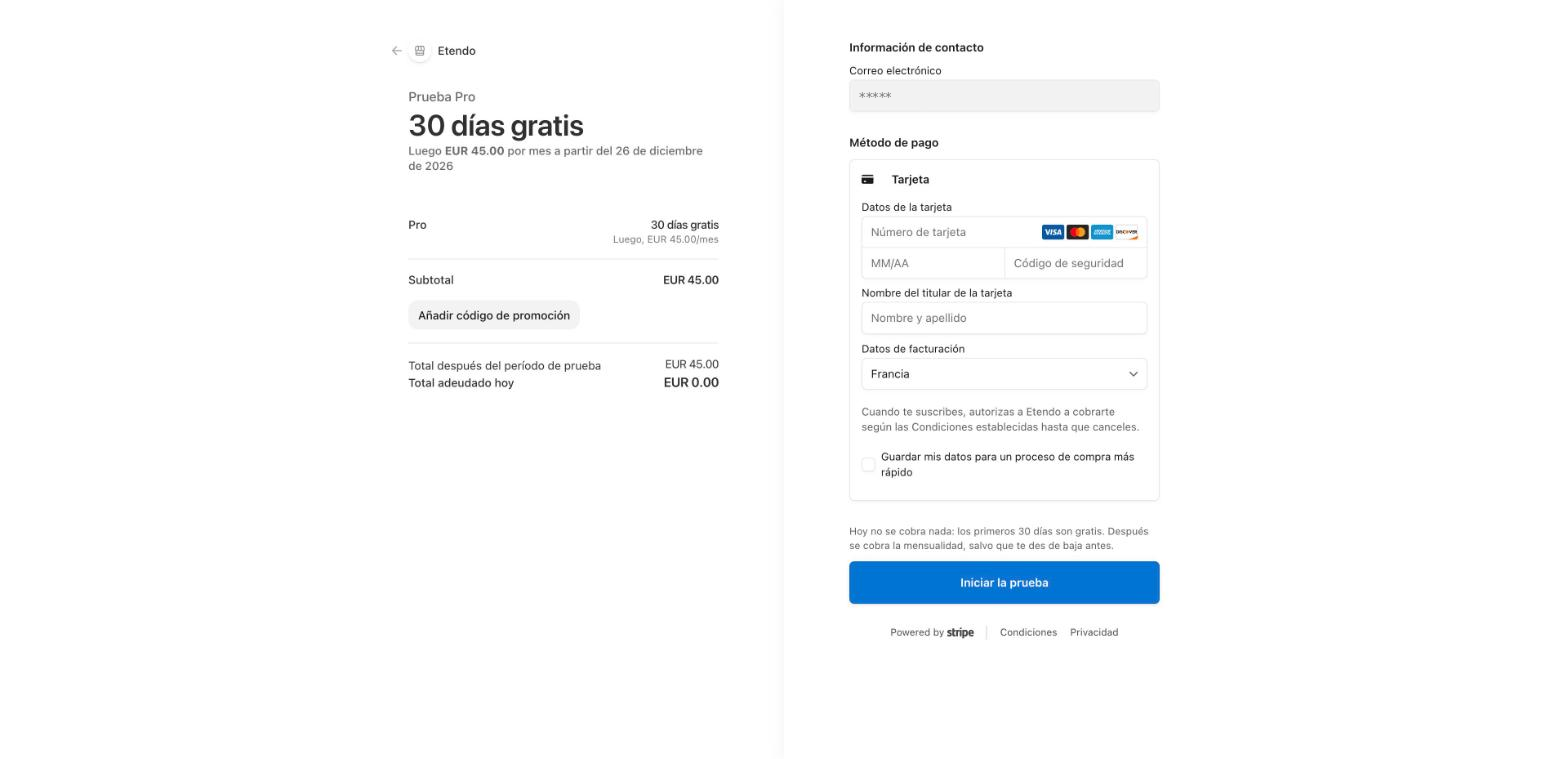 Etendo
Prueba Pro
30 días gratis
Luego EUR 45.00 por mes a partir del 26 de diciembre
de 2026
Pro
30 días gratis
Luego, EUR 45.00/mes
Subtotal
EUR 45.00
Añadir código de promoción
Total después del período de prueba
EUR 45.00
Total adeudado hoy
EUR 0.00
Información de contacto
Correo electrónico
*****
Método de pago
Tarjeta
Datos de la tarjeta
Número de tarjeta
VISA
AMERICAN EXPRESS
DISCOVER
MM/AA
Código de seguridad
Nombre del titular de la tarjeta
Nombre y apellido
Datos de facturación
Francia
Cuando te suscribes, autorizas a Etendo a cobrarte
según las Condiciones establecidas hasta que canceles.
Guardar mis datos para un proceso de compra más
rápido
Hoy no se cobra nada: los primeros 30 días son gratis. Después
se cobra la mensualidad, salvo que te des de baja antes.
Iniciar la prueba
Powered by stripe
Condiciones
Privacidad